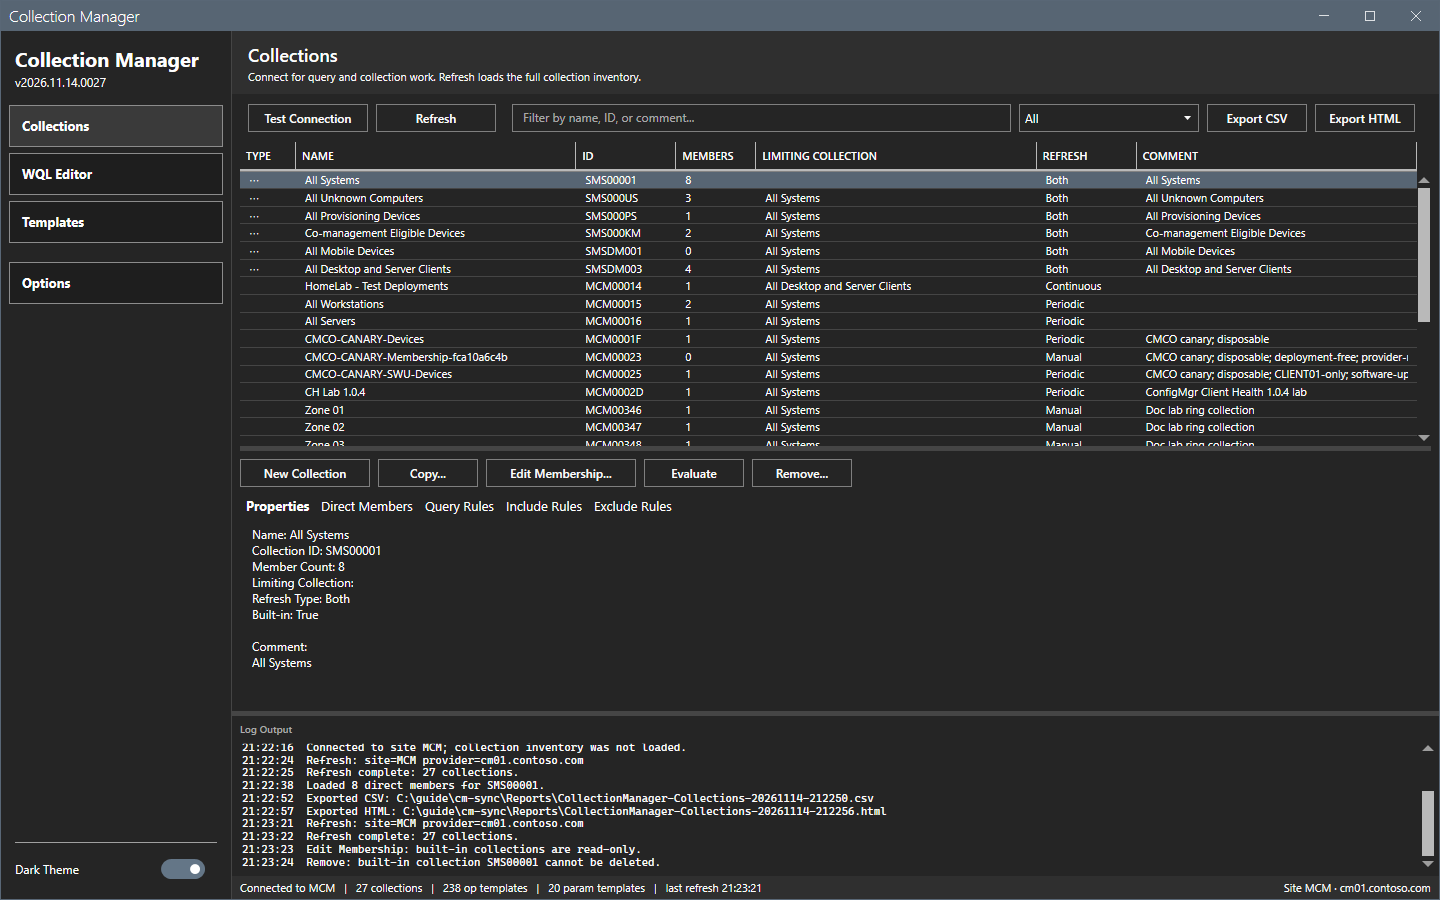 Collection Manager
Collection Manager
v2026.11.14.0027
Collections
WQL Editor
Templates
Options
Dark Theme
Collections
Connect for query and collection work. Refresh loads the full collection inventory.
Test Connection Refresh Filter by name, ID, or comment... All Export CSV Export HTML
TYPE NAME ID MEMBERS LIMITING COLLECTION REFRESH COMMENT
... All Systems SMS00001 8 Both All Systems
... All Unknown Computers SMS000US 3 All Systems Both All Unknown Computers
... All Provisioning Devices SMS000PS 1 All Systems Both All Provisioning Devices
... Co-management Eligible Devices SMS000KM 2 All Systems Both Co-management Eligible Devices
... All Mobile Devices SMSDM001 0 All Systems Both All Mobile Devices
... All Desktop and Server Clients SMSDM003 4 All Systems Both All Desktop and Server Clients
HomeLab - Test Deployments MCM00014 1 All Desktop and Server Clients Continuous
All Workstations MCM00015 2 All Systems Periodic
All Servers MCM00016 1 All Systems Periodic
CMCO-CANARY-Devices MCM0001F 1 All Systems Periodic CMCO canary; disposable
CMCO-CANARY-Membership-fca10a6c4b MCM00023 0 All Systems Manual CMCO canary; disposable; deployment-free; provider-
CMCO-CANARY-SWU-Devices MCM00025 1 All Systems Periodic CMCO canary; disposable; CLIENT01-only; software-up
CH Lab 1.0.4 MCM0002D 1 All Systems Periodic ConfigMgr Client Health 1.0.4 lab
Zone 01 MCM00346 1 All Systems Manual Doc lab ring collection
Zone 02 MCM00347 1 All Systems Manual Doc lab ring collection
Zone 03 MCM00348 1 All Systems Manual Doc lab ring collection
New Collection Copy... Edit Membership... Evaluate Remove...
Properties Direct Members Query Rules Include Rules Exclude Rules
Name: All Systems
Collection ID: SMS00001
Member Count: 8
Limiting Collection:
Refresh Type: Both
Built-in: True
Comment:
All Systems
Log Output
21:22:16 Connected to site MCM; collection inventory was not loaded.
21:22:24 Refresh: site=MCM provider=cm01.contoso.com
21:22:25 Refresh complete: 27 collections.
21:22:38 Loaded 8 direct members for SMS00001.
21:22:52 Exported CSV: C:\guide\cm-sync\Reports\CollectionManager-Collections-20261114-212250.csv
21:22:57 Exported HTML: C:\guide\cm-sync\Reports\CollectionManager-Collections-20261114-212256.html
21:23:21 Refresh: site=MCM provider=cm01.contoso.com
21:23:22 Refresh complete: 27 collections.
21:23:23 Edit Membership: built-in collections are read-only.
21:23:24 Remove: built-in collection SMS00001 cannot be deleted.
Connected to MCM | 27 collections | 238 op templates | 20 param templates | last refresh 21:23:21 Site MCM · cm01.contoso.com